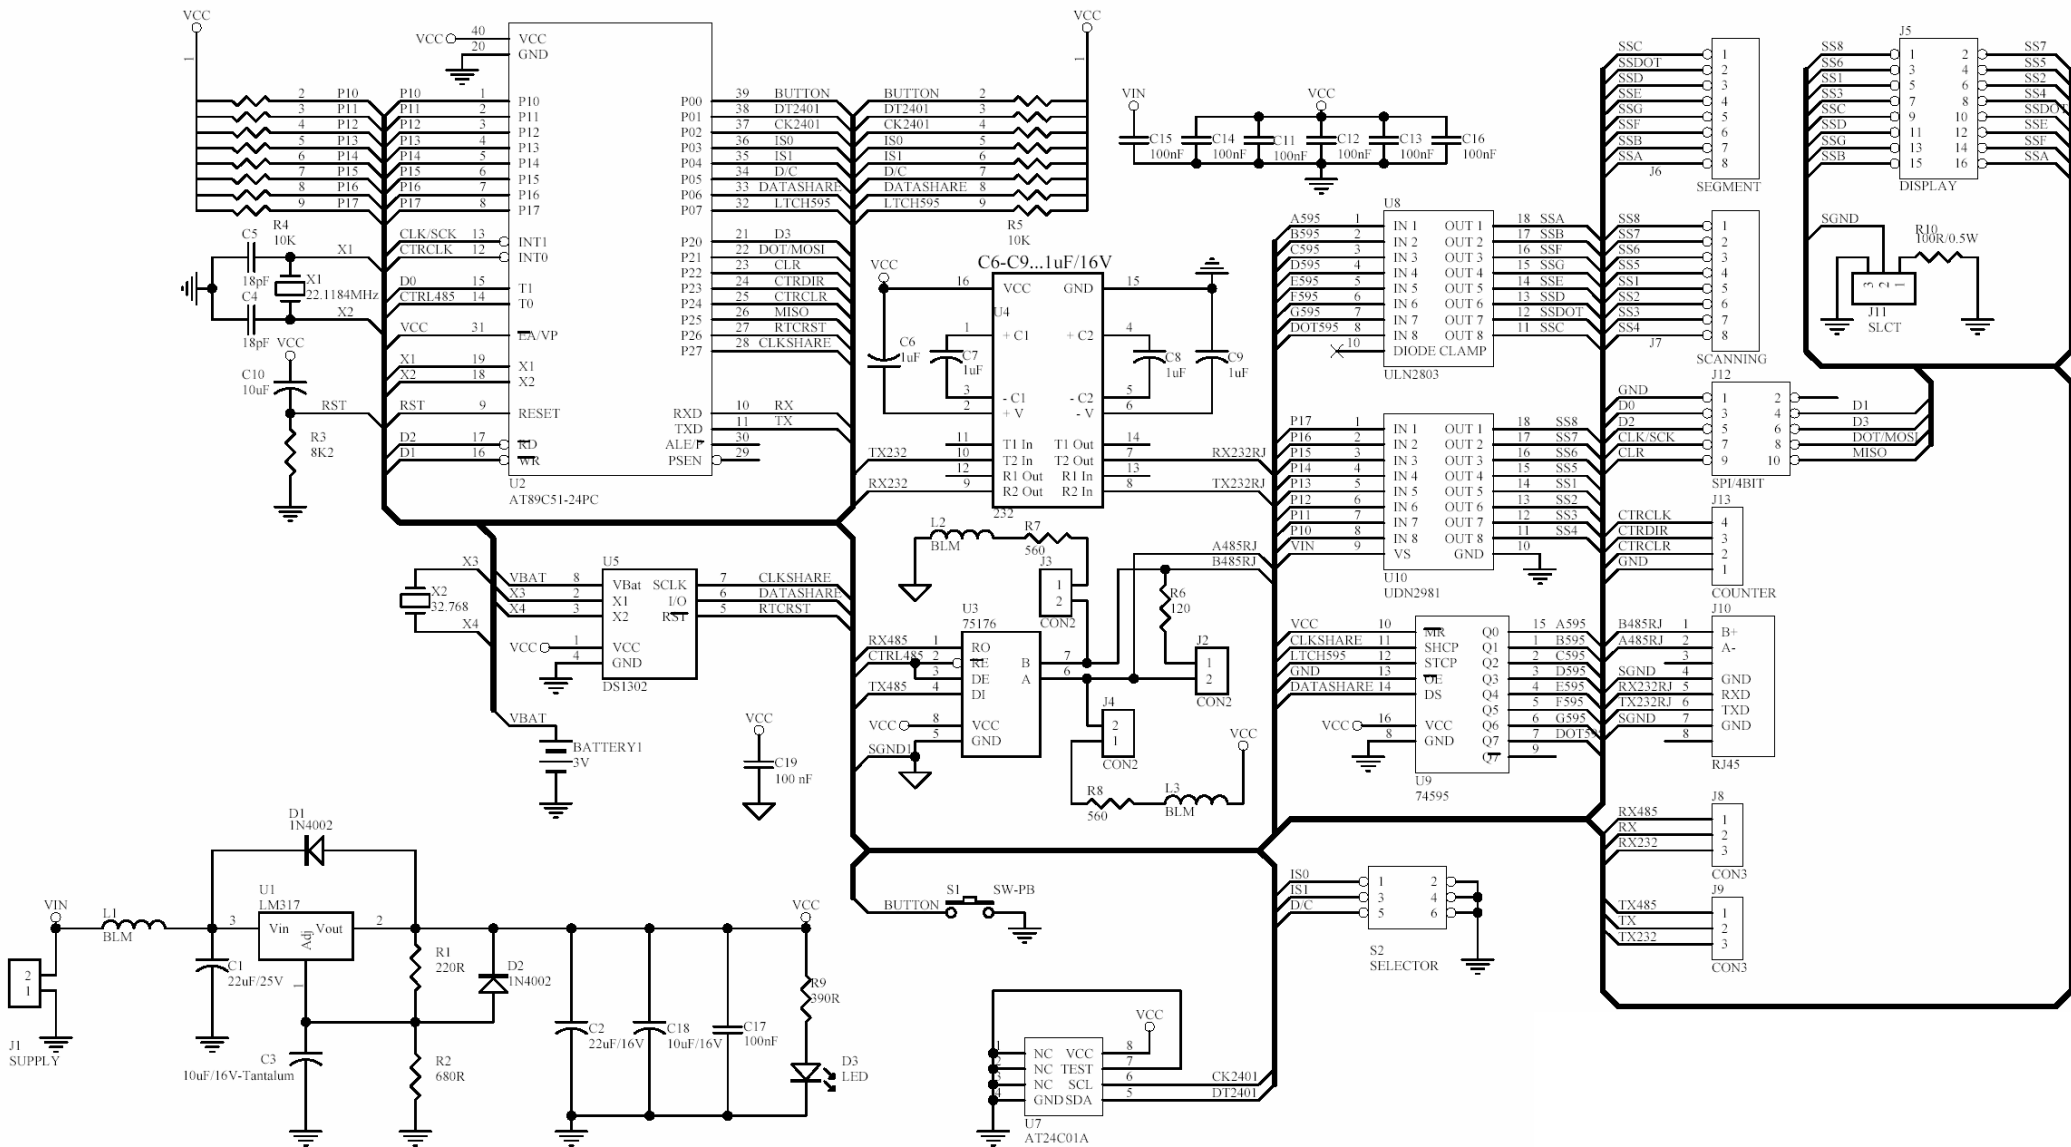 VCC
1
2 P10
3 P11
4 P12
5 P13
6 P14
7 P15
8 P16
9 P17
R4
10K
C5
18pF
X1
X1
22.1184MHz
C4
X2
18pF
VCC
C10
10uF
RST
R3
8K2
VCC 40 VCC
20 GND
P10 1 P10
P11 2 P11
P12 3 P12
P13 4 P13
P14 5 P14
P15 6 P15
P16 7 P16
P17 8 P17
CLK/SCK 13 INT1
CTRCLK 12 INT0
D0 15 T1
CTRL485 14 T0
VCC 31 EA/VP
X1 19 X1
X2 18 X2
RST 9 RESET
D2 17 RD
D1 16 WR
U2
AT89C51-24PC
P00 39 BUTTON
P01 38 DT2401
P02 37 CK2401
P03 36 IS0
P04 35 IS1
P05 34 D/C
P06 33 DATASHARE
P07 32 LTCH595
P20 21 D3
P21 22 DOT/MOSI
P22 23 CLR
P23 24 CTRDIR
P24 25 CTRCLR
P25 26 MISO
P26 27 RTCRST
P27 28 CLKSHARE
RXD 10 RX
TXD 11 TX
ALE/P 30
PSEN 29
VCC
1
BUTTON 2
DT2401 3
CK2401 4
IS0 5
IS1 6
D/C 7
DATASHARE 8
LTCH595 9
R5
10K
VIN
VCC
C15
100nF
C14
100nF
C11
100nF
C12
100nF
C13
100nF
C16
100nF
C6-C9...1uF/16V
VCC
16 VCC GND 15
U4
1 + C1 + C2 4
C6
1uF
C7
1uF
C8
1uF
C9
1uF
3 - C1 - C2 5
2 + V - V 6
11 T1 In T1 Out 14
TX232 10 T2 In T2 Out 7 RX232RJ
12 R1 Out R1 In 13
RX232 9 R2 Out R2 In 8 TX232RJ
232
U8
A595 1 IN 1 OUT 1 18 SSA
B595 2 IN 2 OUT 2 17 SSB
C595 3 IN 3 OUT 3 16 SSF
D595 4 IN 4 OUT 4 15 SSG
E595 5 IN 5 OUT 5 14 SSE
F595 6 IN 6 OUT 6 13 SSD
G595 7 IN 7 OUT 7 12 SSDOT
DOT595 8 IN 8 OUT 8 11 SSC
10 DIODE CLAMP
ULN2803
P17 1 IN 1 OUT 1 18 SS8
P16 2 IN 2 OUT 2 17 SS7
P15 3 IN 3 OUT 3 16 SS6
P14 4 IN 4 OUT 4 15 SS5
P13 5 IN 5 OUT 5 14 SS1
P12 6 IN 6 OUT 6 13 SS2
P11 7 IN 7 OUT 7 12 SS3
P10 8 IN 8 OUT 8 11 SS4
VIN 9 VS GND 10
U10
UDN2981
VCC 10 MR Q0 15 A595
CLKSHARE 11 SHCP Q1 1 B595
LTCH595 12 STCP Q2 2 C595
GND 13 OE Q3 3 D595
DATASHARE 14 DS Q4 4 E595
Q5 5 F595
VCC 16 VCC Q6 6 G595
8 GND Q7 7
Q7 9
U9
74595
SSC 1
SSDOT 2
SSD 3
SSE 4
SSG 5
SSF 6
SSB 7
SSA 8
J6
SEGMENT
SS8 1
SS7 2
SS6 3
SS5 4
SS1 5
SS2 6
SS3 7
SS4 8
J7
SCANNING
J5
SS8 1 2 SS7
SS6 3 4 SS5
SS1 5 6 SS2
SS3 7 8 SS4
SSC 9 10
SSD 11 12 SSE
SSG 13 14 SSF
SSB 15 16 SSA
DISPLAY
SGND
R10
100R/0.5W
3 2 1
J11
SLCT
J12
GND 1 2
D0 3 4 D1
D2 5 6 D3
CLK/SCK 7 8 DOT/MOSI
CLR 9 10 MISO
SPI/4BIT
J13
CTRCLK 4
CTRDIR 3
CTRCLR 2
GND 1
COUNTER
J10
B485RJ 1 B+
A485RJ 2 A-
3
SGND 4 GND
RX232RJ 5 RXD
TX232RJ 6 TXD
SGND 7 GND
8
RJ45
J8
RX485 1
RX 2
RX232 3
CON3
J9
TX485 1
TX 2
TX232 3
CON3
X3
X2
32.768
X4
U5
VBAT 8 VBat SCLK 7 CLKSHARE
X3 2 X1 I/O 6 DATASHARE
X4 3 X2 RST 5 RTCRST
VCC 1 VCC
4 GND
DS1302
VBAT
BATTERY1
3V
VCC
C19
100 nF
L2
BLM
R7
560
J3
1
2
CON2
A485RJ
B485RJ
R6
120
U3
75176
RX485 1 RO
CTRL485 2 RE B 7
3 DE A 6
TX485 4 DI
VCC 8 VCC
5 GND
SGND1
J2
1
2
CON2
J4
2
1
CON2
VCC
R8
560
L3
BLM
BUTTON S1 SW-PB
IS0 1 2
IS1 3 4
D/C 5 6
S2
SELECTOR
D1
1N4002
VIN
L1
BLM
U1
LM317
3 Vin Vout 2
Adj
1
2
1
J1
SUPPLY
C1
22uF/25V
C3
10uF/16V-Tantalum
R1
220R
R2
680R
D2
1N4002
C2
22uF/16V
C18
10uF/16V
C17
100nF
VCC
R9
390R
D3
LED
VCC
1 NC VCC 8
2 NC TEST 7
3 NC SCL 6 CK2401
4 GND SDA 5 DT2401
U7
AT24C01A